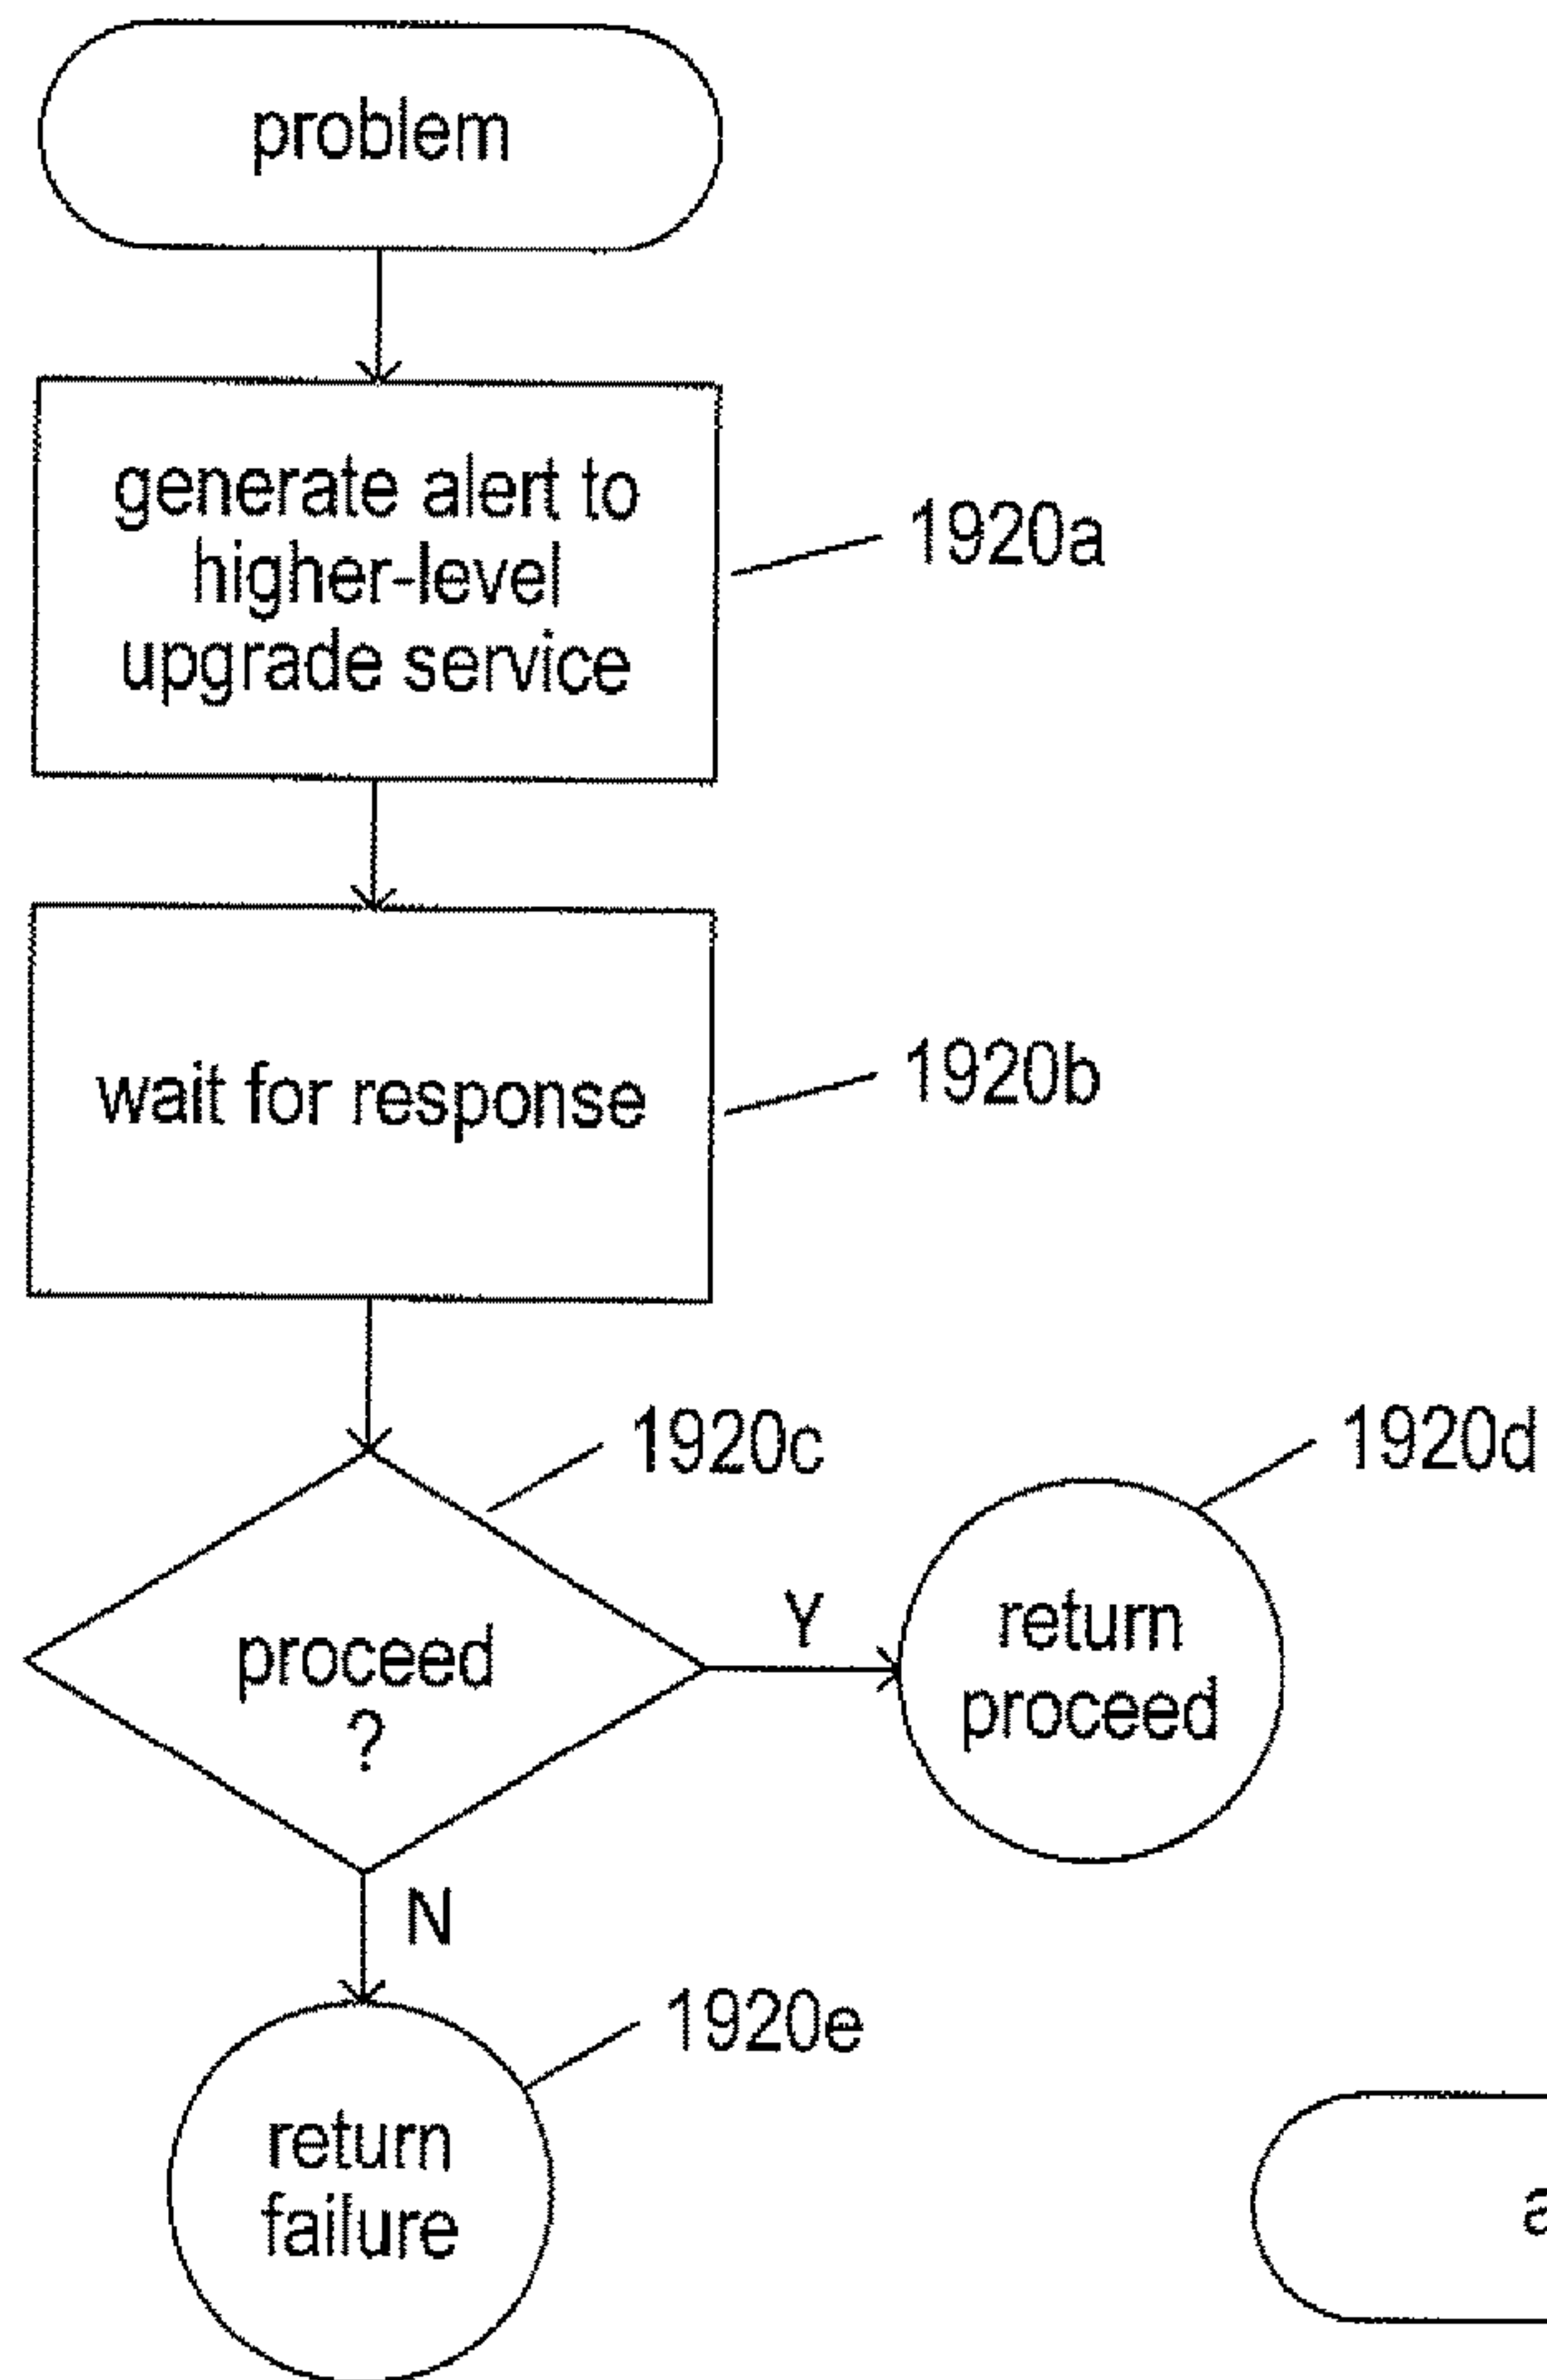 problem
generate alert to
higher-level
upgrade service
1920a
wait for response
1920b
1920c
1920d
proceed
?
Y
return
proceed
N
1920e
return
failure